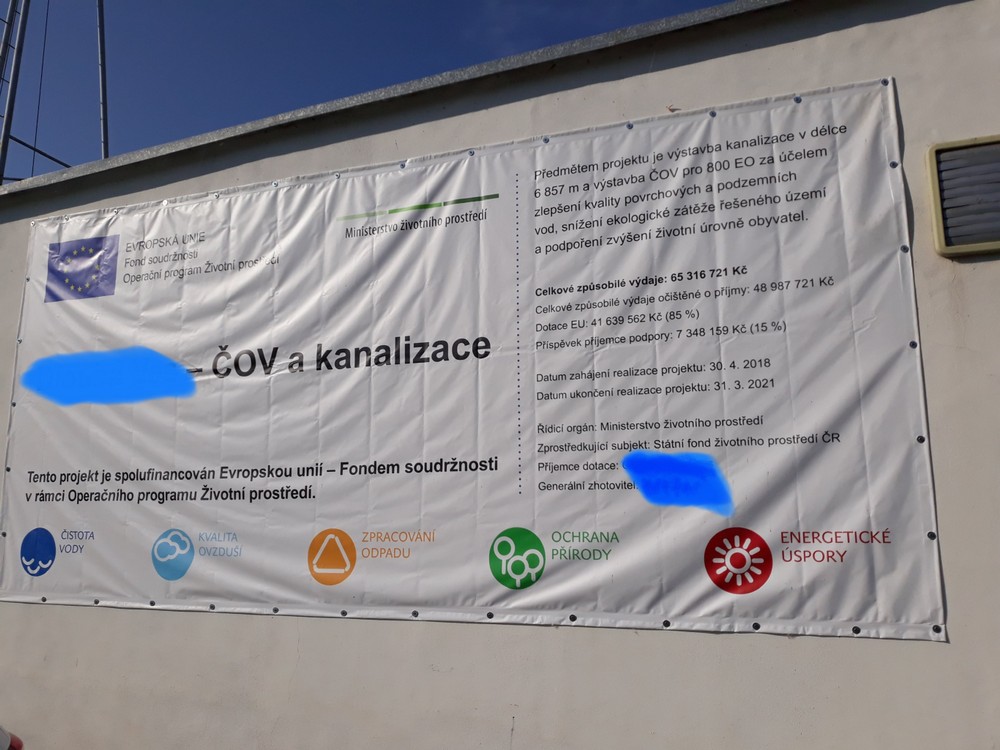 EVROPSKÁ UNIE
Fond soudržnosti
Operační program Životní prostředí
Ministerstvo životního prostředí
– ČOV a kanalizace
Tento projekt je spolufinancován Evropskou unií – Fondem soudržnosti
v rámci Operačního programu Životní prostředí.
Předmětem projektu je výstavba kanalizace v délce
6 857 m a výstavba ČOV pro 800 EO za účelem
zlepšení kvality povrchových a podzemních
vod, snížení ekologické zátěže řešeného území
a podpoření zvýšení životní úrovně obyvatel.
Celkové způsobilé výdaje: 65 316 721 Kč
Celkové způsobilé výdaje očištěné o příjmy: 48 987 721 Kč
Dotace EU: 41 639 562 Kč (85 %)
Příspěvek příjemce podpory: 7 348 159 Kč (15 %)
Datum zahájení realizace projektu: 30. 4. 2018
Datum ukončení realizace projektu: 31. 3. 2021
Řídicí orgán: Ministerstvo životního prostředí
Zprostředkující subjekt: Státní fond životního prostředí ČR
Příjemce dotace:
Generální zhotovitel:
ČISTOTA
VODY
KVALITA
OVZDUŠÍ
ZPRACOVÁNÍ
ODPADU
OCHRANA
PŘÍRODY
ENERGETICKÉ
ÚSPORY